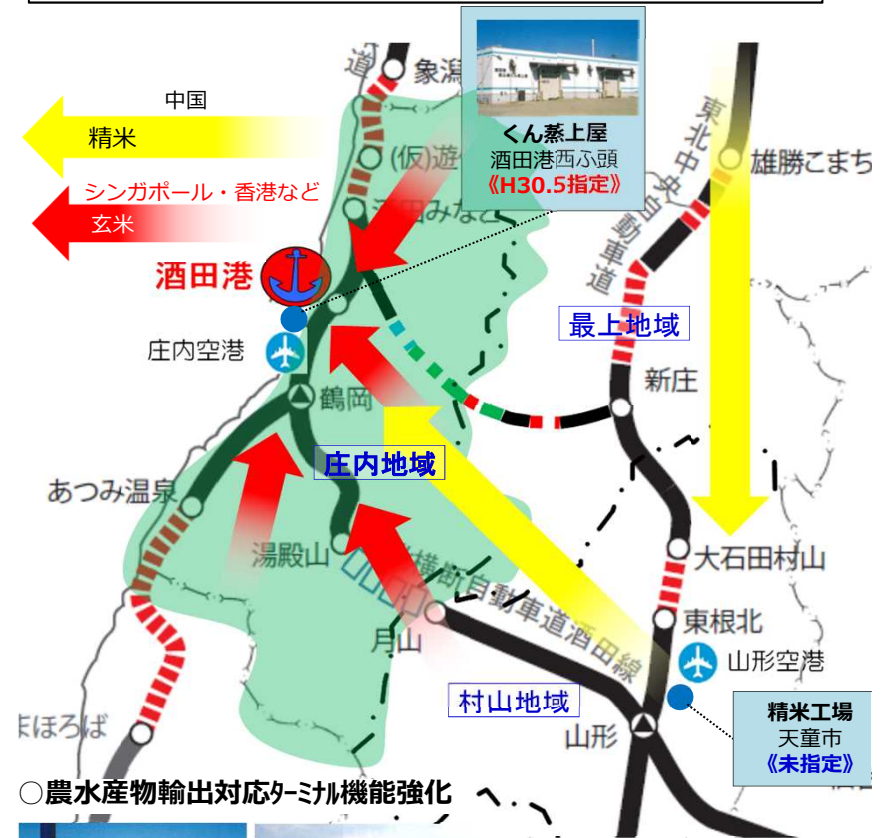 道
象潟
中国
精米
シンガポール・香港など
玄米
くん蒸上屋
酒田港西ふ頭
《H30.5指定》
(仮)遊
酒田みなと
東北中央自動車道
雄勝こまち
酒田港
最上地域
庄内空港
新庄
鶴岡
庄内地域
あつみ温泉
湯殿山
横断自動車道酒田線
大石田村山
月山
東根北
山形空港
村山地域
山形
精米工場
天童市
《未指定》
まほろば
○農水産物輸出対応ﾀｰﾐﾅﾙ機能強化